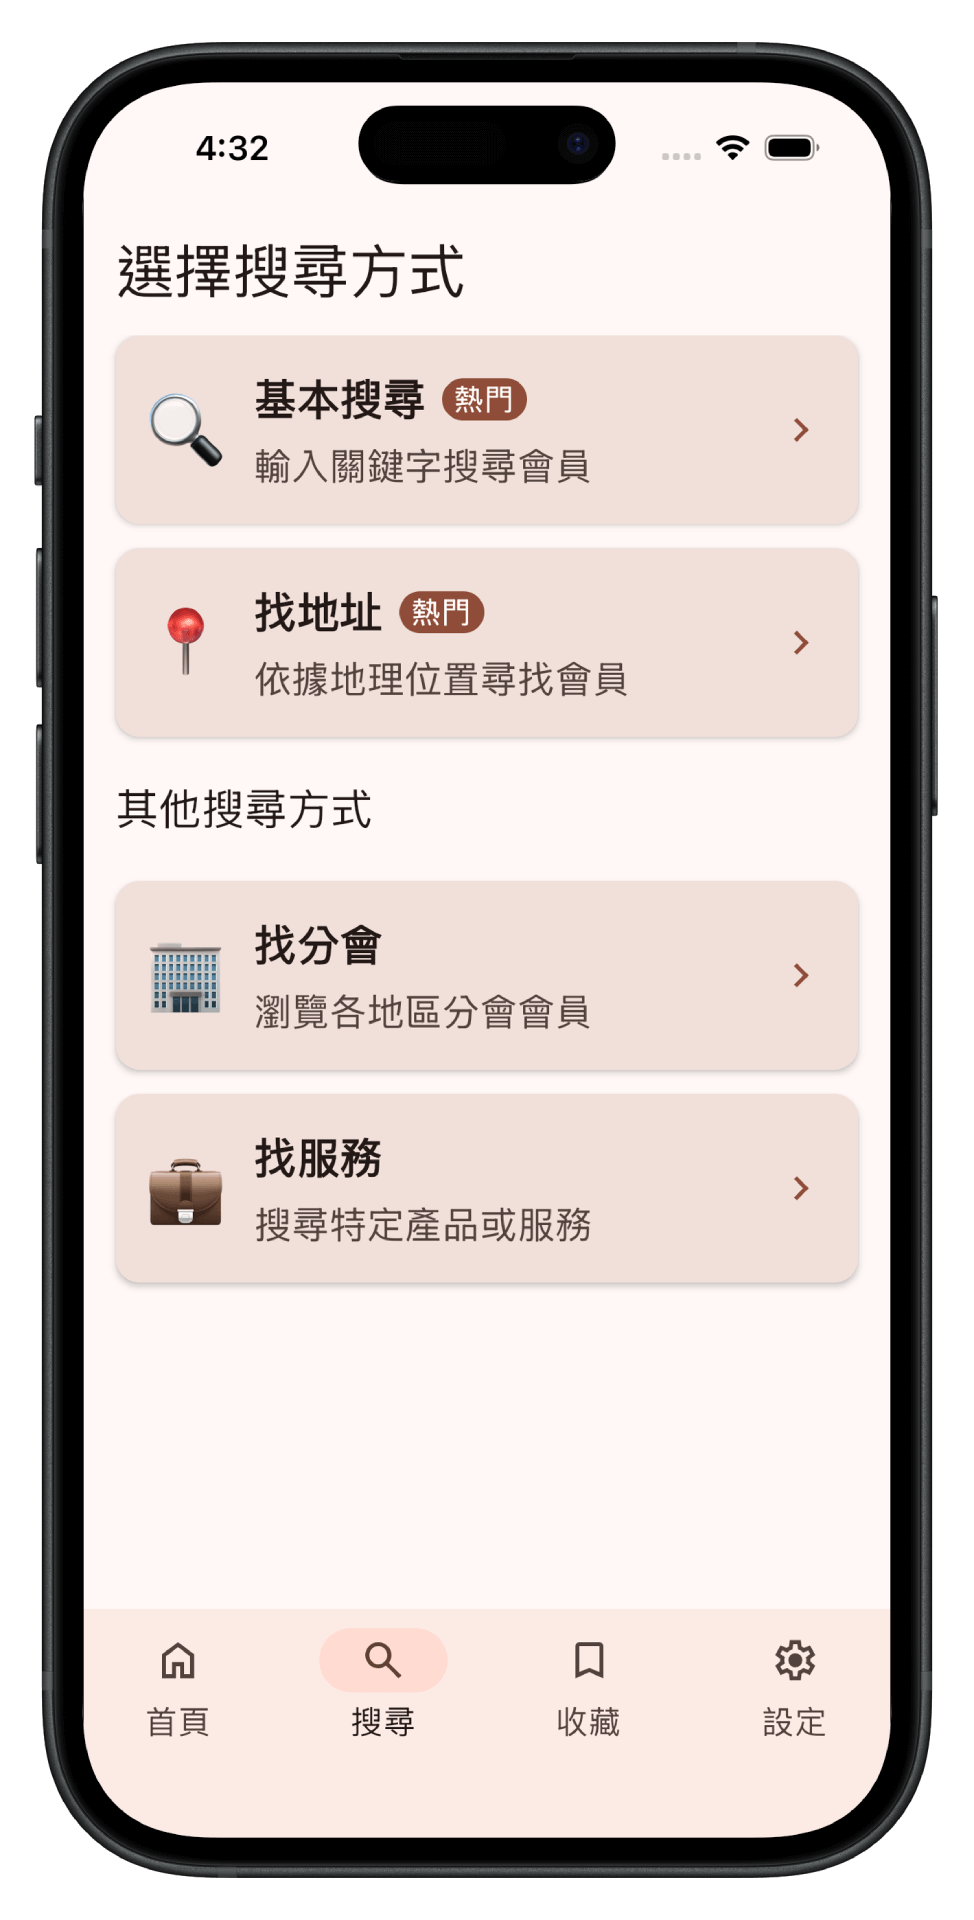 4:32
選擇搜尋方式
基本搜尋 熱門
輸入關鍵字搜尋會員
找地址 熱門
依據地理位置尋找會員
其他搜尋方式
找分會
瀏覽各地區分會會員
找服務
搜尋特定產品或服務
首頁 搜尋 收藏 設定